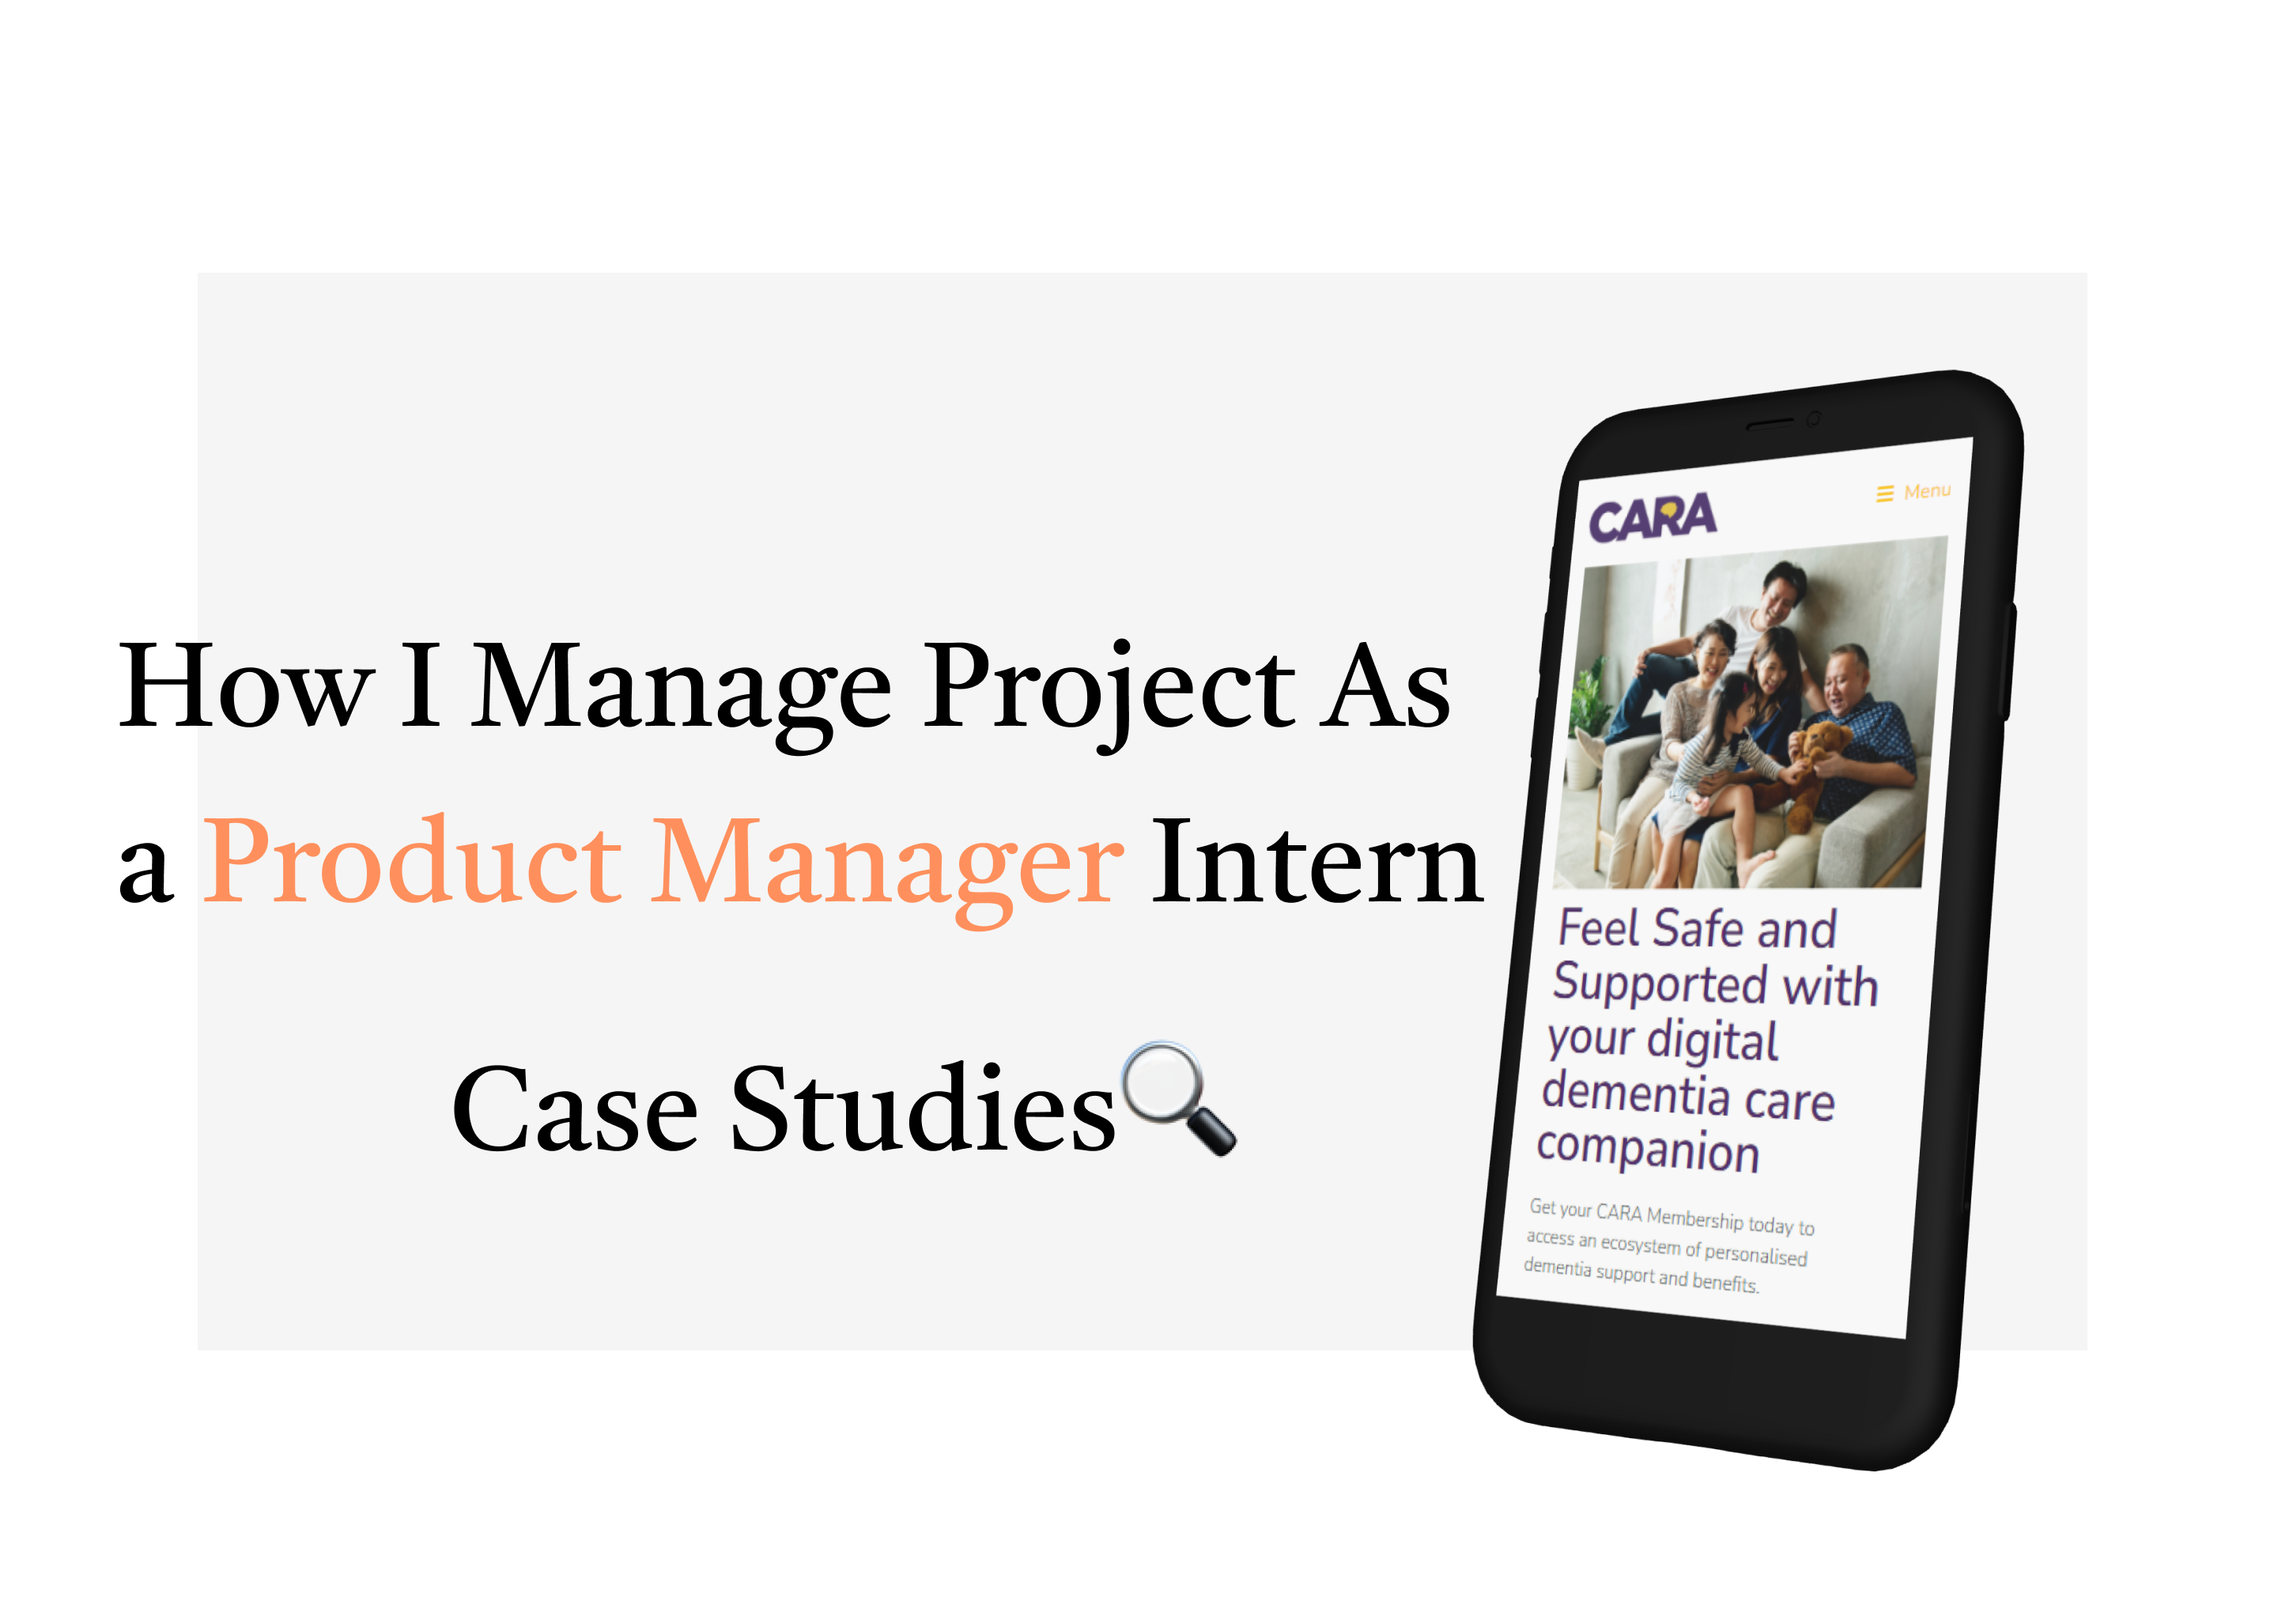 How I Manage Project As
a Product Manager Intern
Case Studies🔍
CARA
Menu
Feel Safe and
Supported with
your digital
dementia care
companion
Get your CARA Membership today to
access an ecosystem of personalised
dementia support and benefits.